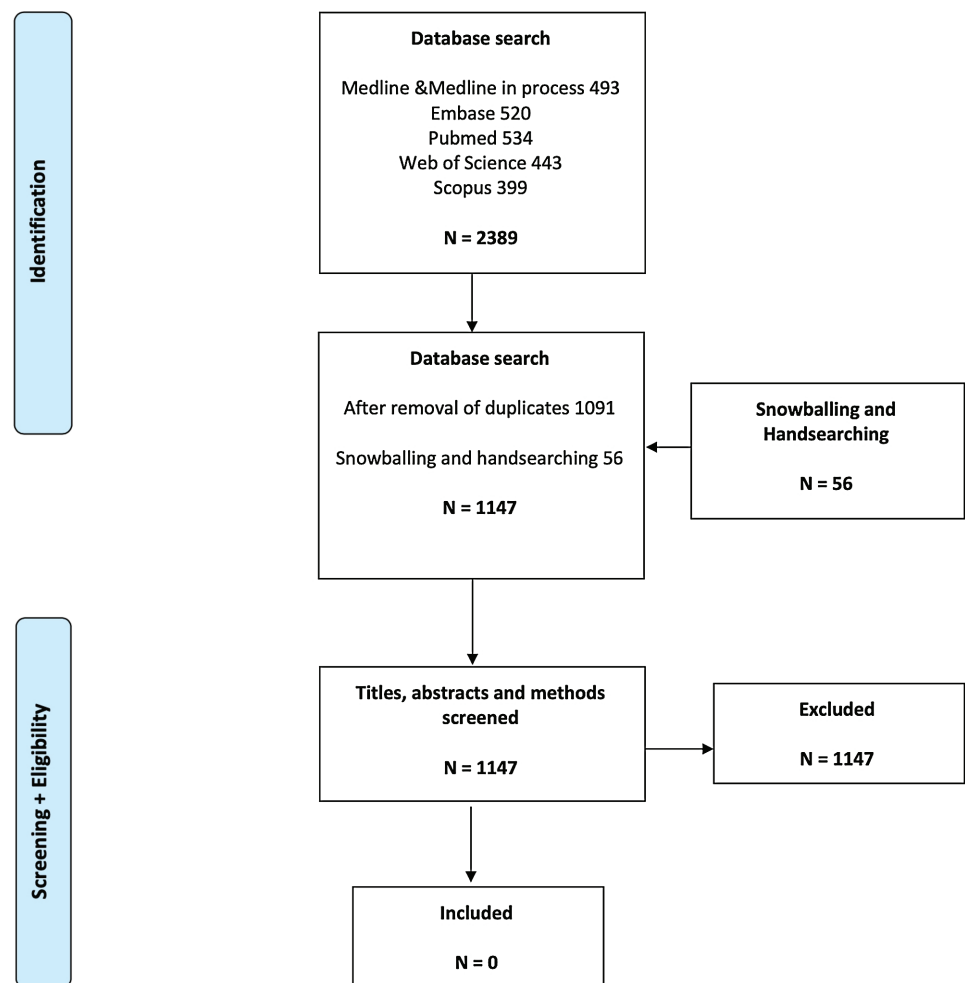 Identification
Database search
Medline &Medline in process 493
Embase 520
Pubmed 534
Web of Science 443
Scopus 399
N = 2389
Database search
After removal of duplicates 1091
Snowballing and handsearching 56
N = 1147
Snowballing and
Handsearching
N = 56
Screening + Eligibility
Titles, abstracts and methods
screened
N = 1147
Excluded
N = 1147
Included
N = 0